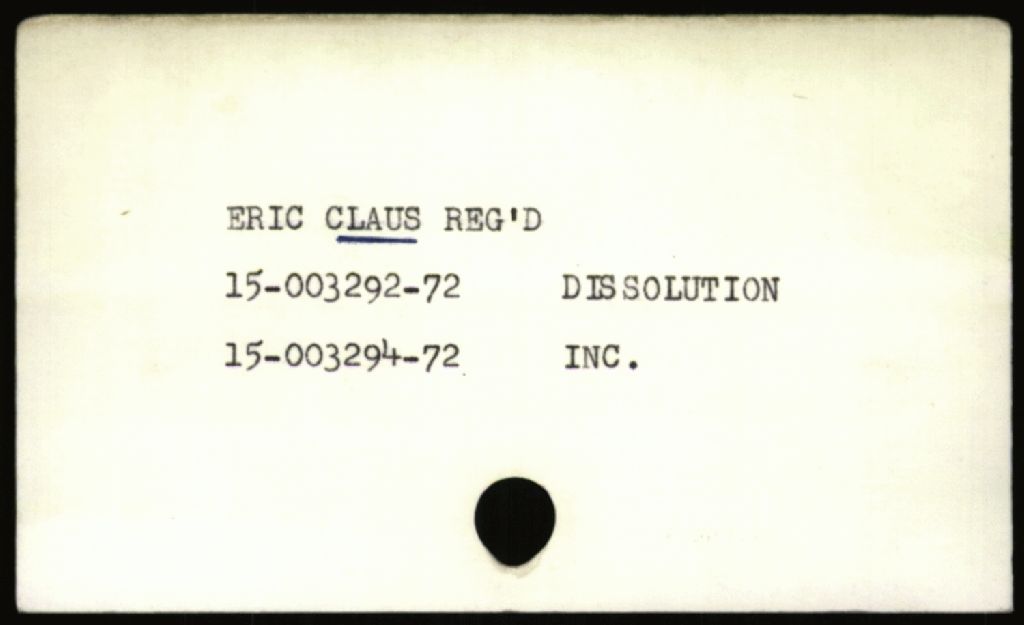 ERIC CLAUS REG'D
15-003292-72 DISSOLUTION
15-003294-72 INC.